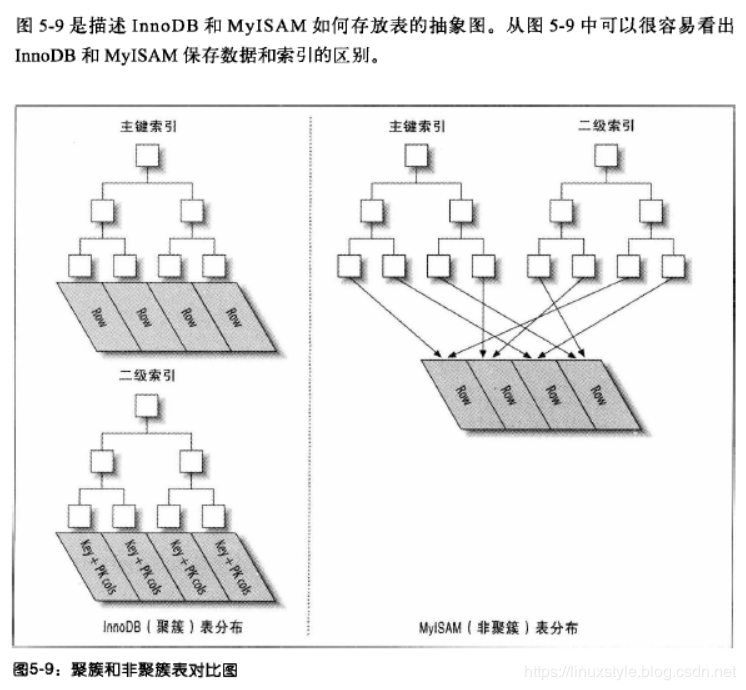 图 5-9 是描述 InnoDB 和 MyISAM 如何存放表的抽象图。从图 5-9 中可以很容易看出
InnoDB 和 MyISAM 保存数据和索引的区别。
主键索引
Row
Row
Row
Row
二级索引
Key + PK cols
Key + PK cols
Key + PK cols
Key + PK cols
InnoDB（聚簇）表分布
主键索引
二级索引
Row
Row
Row
Row
MyISAM（非聚簇）表分布
图5-9：聚簇和非聚簇表对比图
https://linuxstyle.blog.csdn.net